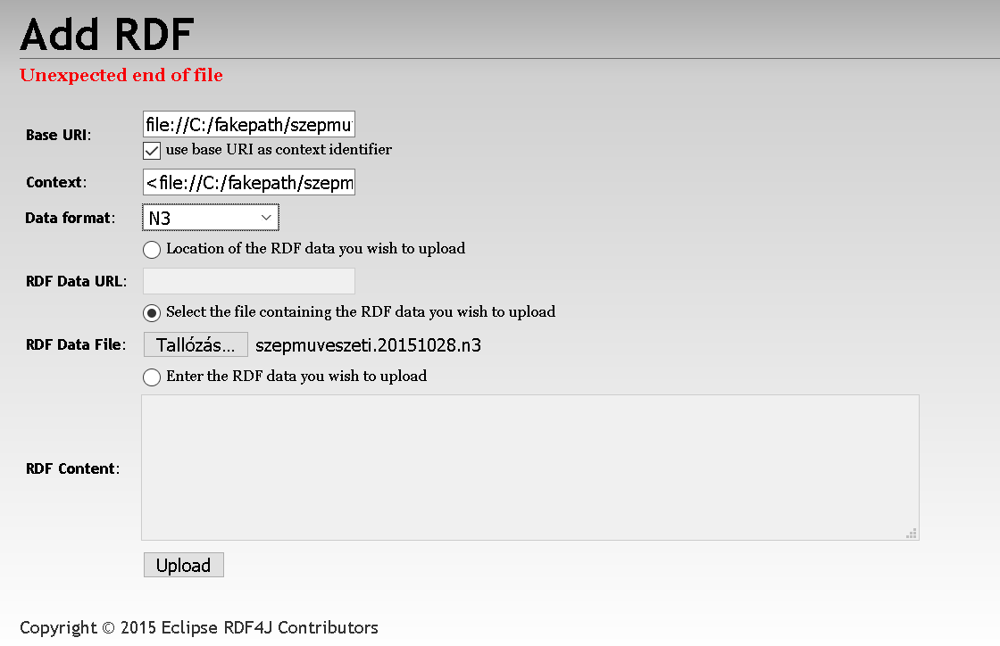 Add RDF
Unexpected end of file
Base URI:
file://C:/fakepath/szepmu
use base URI as context identifier
Context:
<file://C:/fakepath/szepm
Data format:
N3
Location of the RDF data you wish to upload
RDF Data URL:
Select the file containing the RDF data you wish to upload
RDF Data File:
Tallózás...
szepmuveszeti.20151028.n3
Enter the RDF data you wish to upload
RDF Content:
Upload
Copyright © 2015 Eclipse RDF4J Contributors